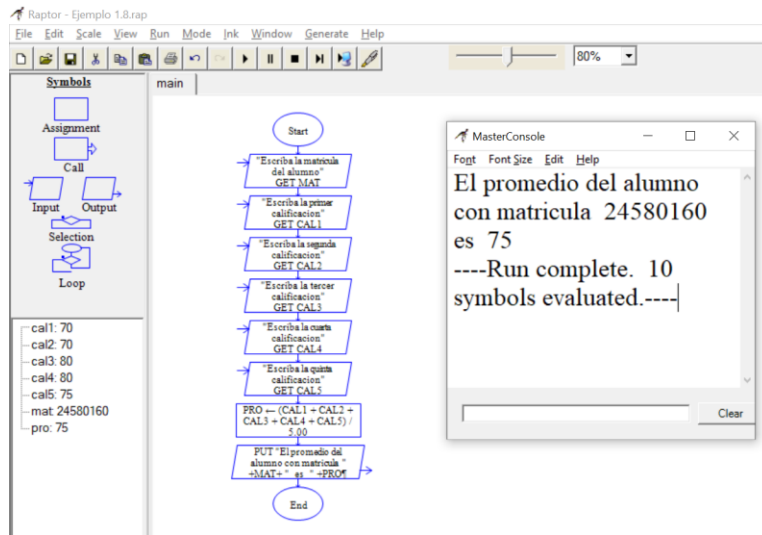 Raptor - Ejemplo 1.8.rap
File Edit Scale View Run Mode Ink Window Generate Help
80%
Symbols
Assignment
Call
Input Output
Selection
Loop
cal1: 70
cal2: 70
cal3: 80
cal4: 80
cal5: 75
mat: 24580160
pro: 75
main
Start
"Escriba la matricula
del alumno"
GET MAT
"Escriba la primer
calificacion"
GET CAL1
"Escriba la segunda
calificacion"
GET CAL2
"Escriba la tercer
calificacion"
GET CAL3
"Escriba la cuarta
calificacion"
GET CAL4
"Escriba la quinta
calificacion"
GET CAL5
PRO ← (CAL1 + CAL2 +
CAL3 + CAL4 + CAL5) /
5.00
PUT "El promedio del
alumno con matricula "
+MAT+ "  es  " +PRO¶
End
MasterConsole
Font Font Size Edit Help
El promedio del alumno
con matricula 24580160
es 75
----Run complete. 10
symbols evaluated.----
Clear